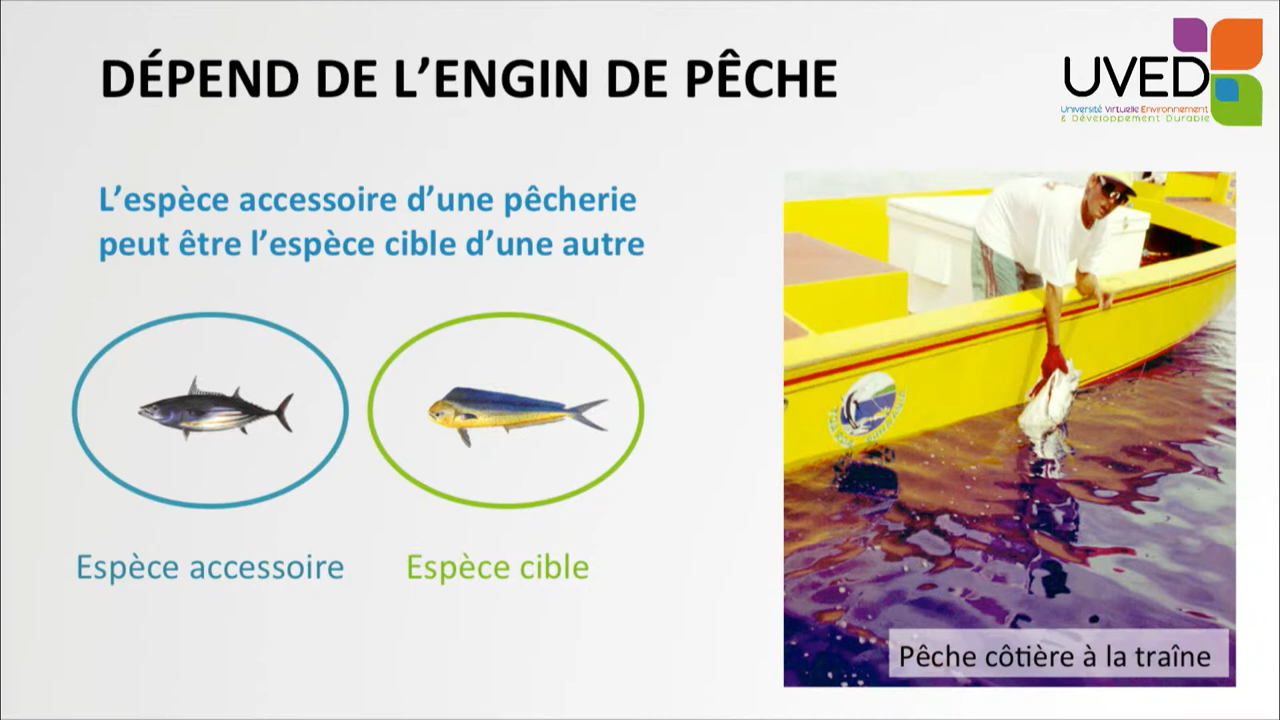 DÉPEND DE L’ENGIN DE PÊCHE
UVED
Université Virtuelle Environnement
& Développement Durable
L’espèce accessoire d’une pêcherie
peut être l’espèce cible d’une autre
Espèce accessoire
Espèce cible
Pêche côtière à la traîne